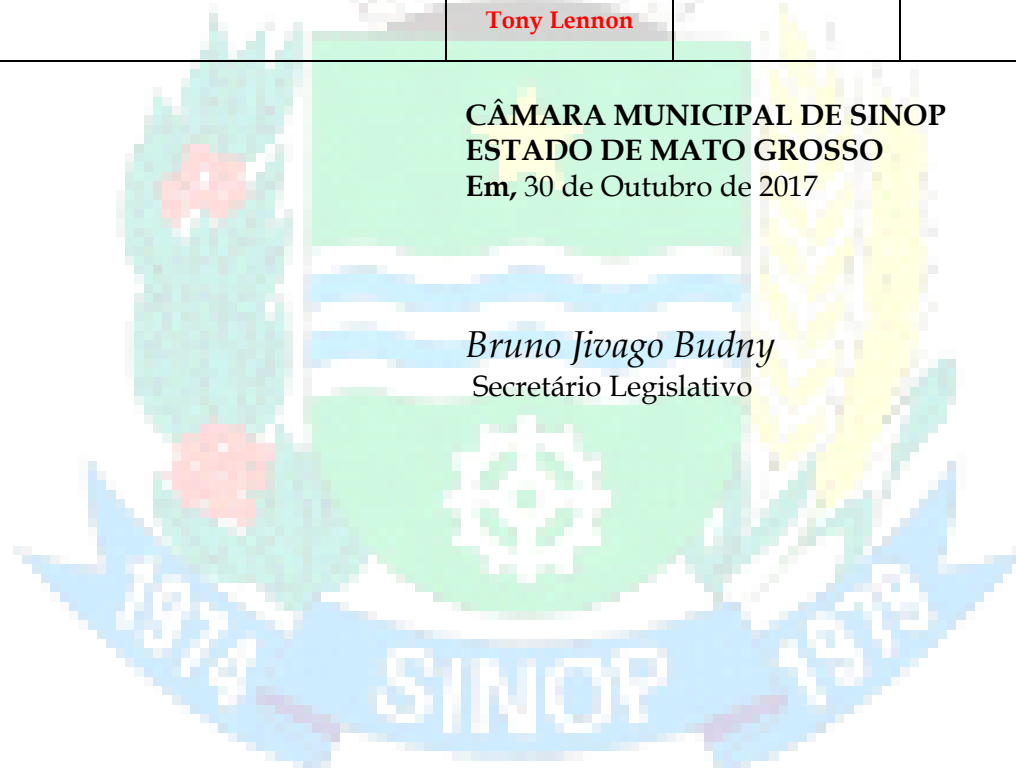 Tony Lennon
CÂMARA MUNICIPAL DE SINOP
ESTADO DE MATO GROSSO
Em, 30 de Outubro de 2017
Bruno Jivago Budny
Secretário Legislativo
1974 SINOP 1979